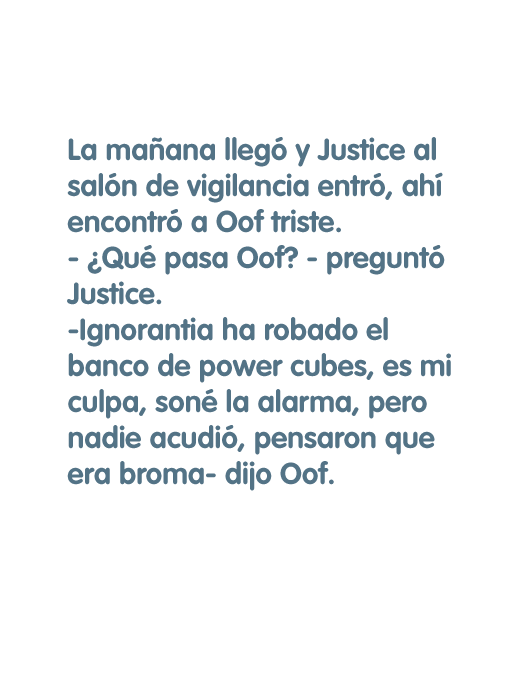 La mañana llegó y Justice al
salón de vigilancia entró, ahí
encontró a Oof triste.
- ¿Qué pasa Oof? - preguntó
Justice.
-Ignorantia ha robado el
banco de power cubes, es mi
culpa, soné la alarma, pero
nadie acudió, pensaron que
era broma- dijo Oof.